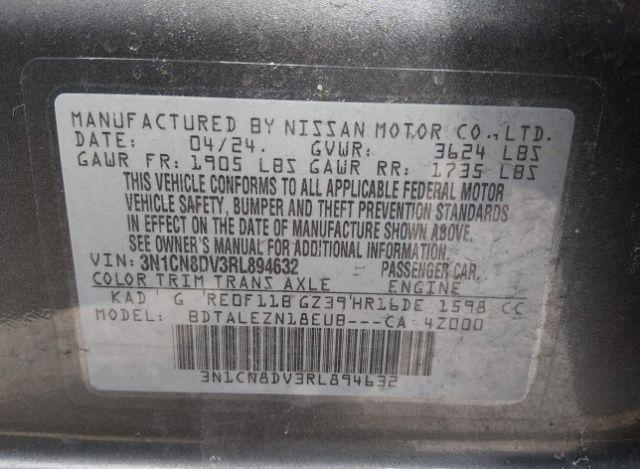 MANUFACTURED BY NISSAN MOTOR CO., LTD.
DATE: 04/24. GVWR: 3624 LBS
GAWR FR: 1905 LBS GAWR RR: 1735 LBS
THIS VEHICLE CONFORMS TO ALL APPLICABLE FEDERAL MOTOR
VEHICLE SAFETY, BUMPER AND THEFT PREVENTION STANDARDS
IN EFFECT ON THE DATE OF MANUFACTURE SHOWN ABOVE.
SEE OWNER'S MANUAL FOR ADDITIONAL INFORMATION.
VIN: 3N1CN8DV3RL894632 PASSENGER CAR.
COLOR TRIM TRANS AXLE ENGINE
KAD G RE0F11B GZ39 HR16DE 1598 CC
MODEL: BDTALEZN18EUB---CA-4Z000
3N1CN8DV3RL894632